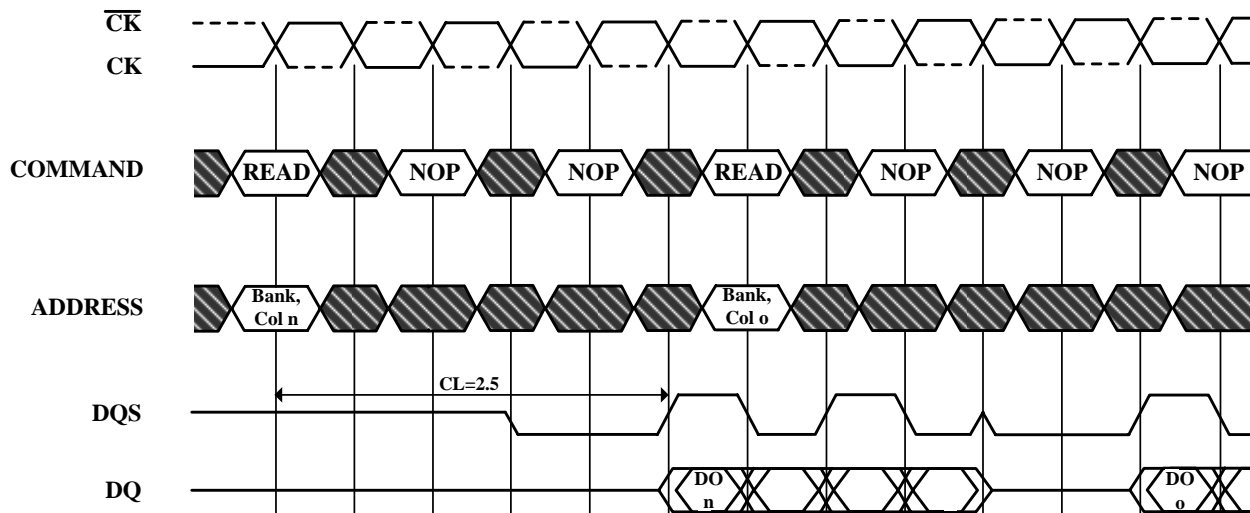 CK
CK
COMMAND READ NOP NOP READ NOP NOP NOP
ADDRESS Bank, Col n Bank, Col o
CL=2.5
DQS
DQ DO n DO o